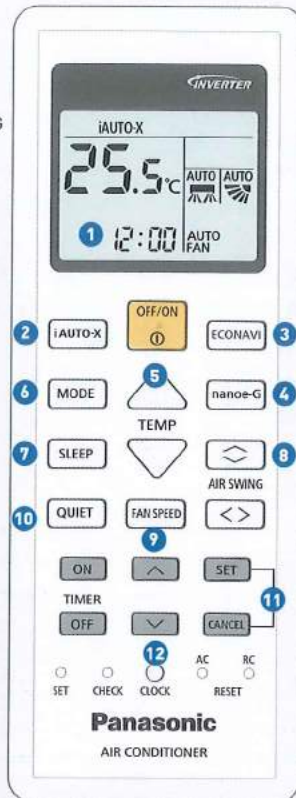 INVERTER
G
iAUTO-X
25.5°C
AUTO AUTO
1 12:00 AUTO
FAN
OFF/ON
2 iAUTO-X ECONAVI 3
5
6 MODE nanoe-G 4
TEMP
7 SLEEP 8
AIR SWING
10 QUIET FAN SPEED
9
ON SET
TIMER 11
OFF CANCEL
12
AC RC
SET CHECK CLOCK RESET
Panasonic
AIR CONDITIONER